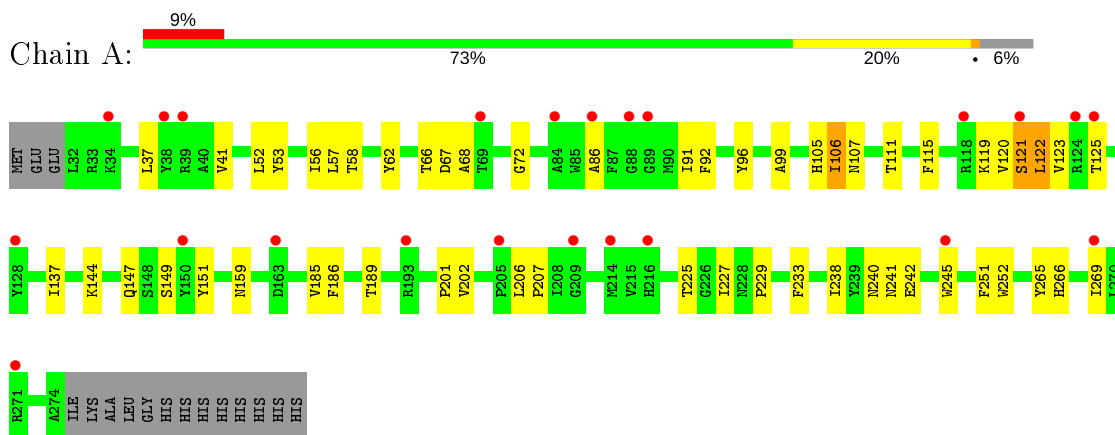 9%
Chain A:
73% 20% • 6%
MET GLU GLU L32 R33 K34 L37 Y38 R39 A40 V41 L52 Y53 I56 L57 T58 Y62 T66 D67 A68 T69 G72 A84 W85 A86 F87 G88 G89 M90 I91 F92 Y96 A99 H105 I106 N107 T111 F115 R118 K119 V120 S121 L122 V123 R124 T125
Y128 I137 K144 Q147 S148 S149 Y150 Y151 N159 D163 V185 F186 T189 R193 P201 V202 P205 L206 P207 I208 G209 M214 V215 H216 T225 G226 I227 N228 P229 F233 I238 Y239 N240 N241 E242 W245 F251 W252 Y265 H266 I269
R271 A274 ILE LYS ALA LEU GLY HIS HIS HIS HIS HIS HIS HIS HIS